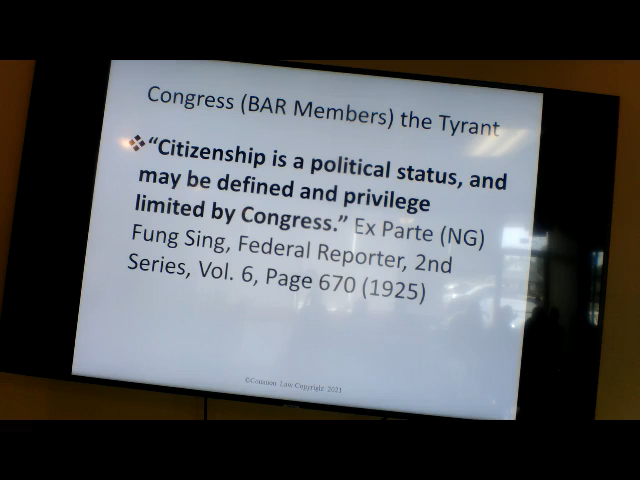 Congress (BAR Members) the Tyrant
❖“Citizenship is a political status, and
may be defined and privilege
limited by Congress.” Ex Parte (NG)
Fung Sing, Federal Reporter, 2nd
Series, Vol. 6, Page 670 (1925)
©Common Law Copyright 2021